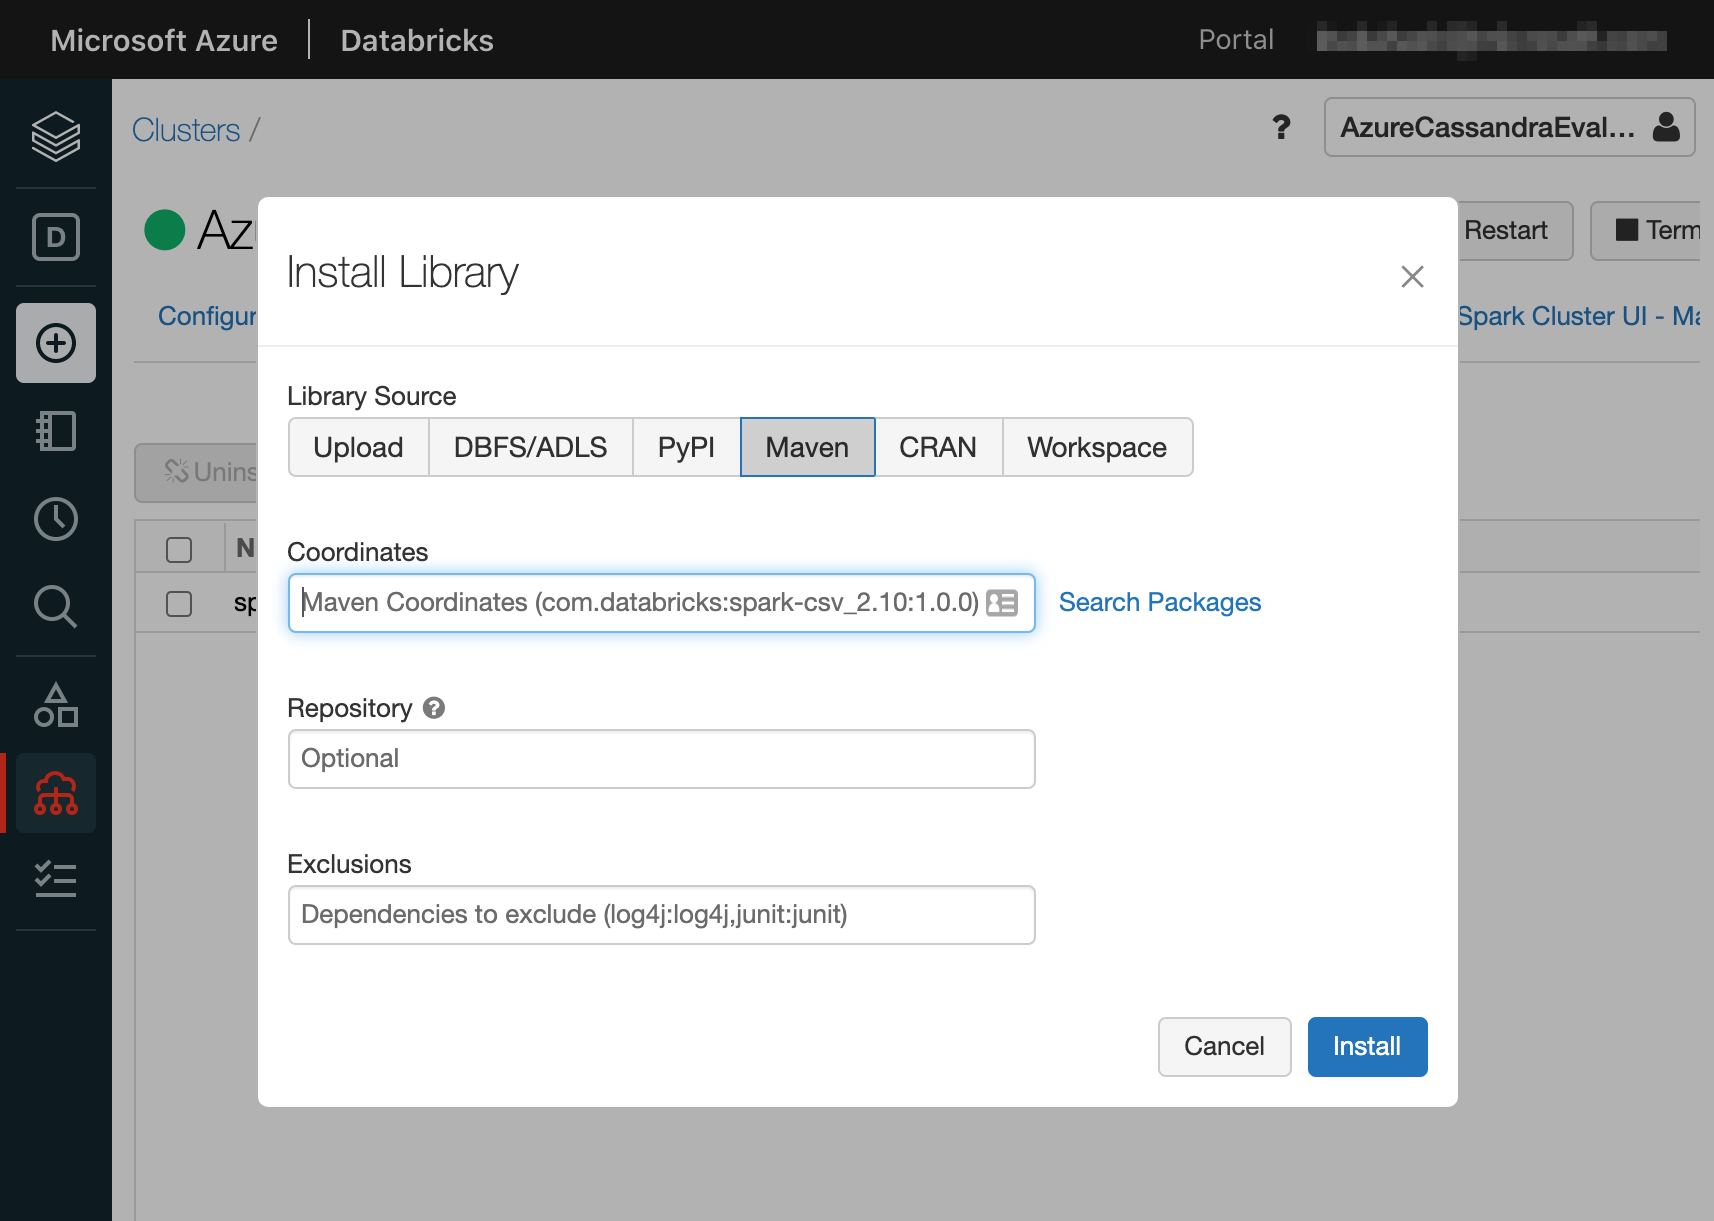 Microsoft Azure | Databricks
Portal
Clusters /
? AzureCassandraEval...
D
Az
Restart
Term
Install Library
Configur
Spark Cluster UI - Ma
Library Source
Upload DBFS/ADLS PyPI Maven CRAN Workspace
Unins
N
Coordinates
sp
Maven Coordinates (com.databricks:spark-csv_2.10:1.0.0)
Search Packages
Repository ?
Optional
Exclusions
Dependencies to exclude (log4j:log4j,junit:junit)
Cancel Install